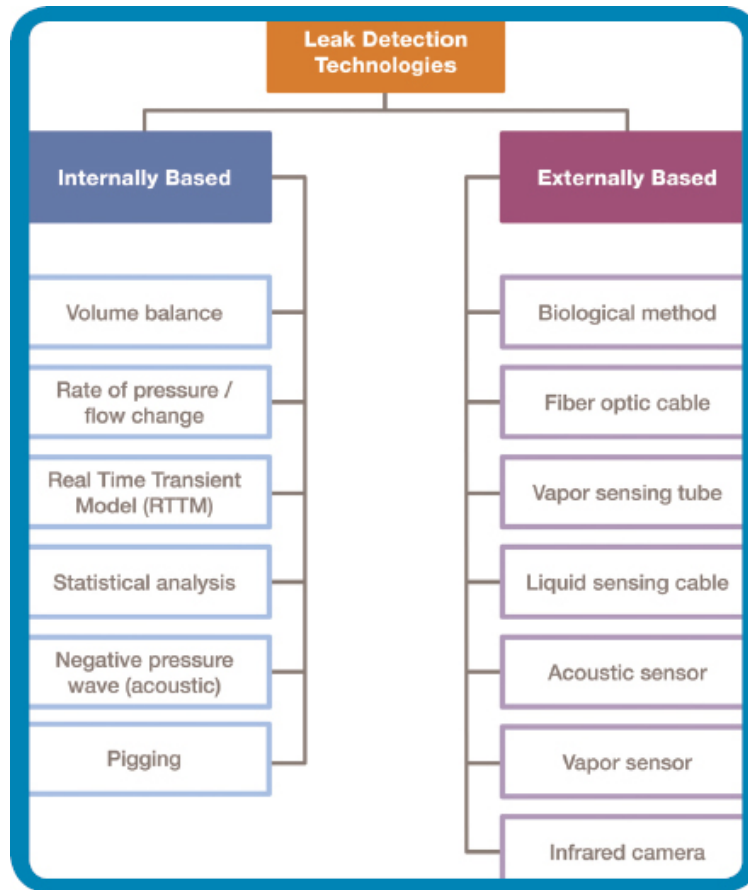 Leak Detection
Technologies
Internally Based
Volume balance
Rate of pressure /
flow change
Real Time Transient
Model (RTTM)
Statistical analysis
Negative pressure
wave (acoustic)
Pigging
Externally Based
Biological method
Fiber optic cable
Vapor sensing tube
Liquid sensing cable
Acoustic sensor
Vapor sensor
Infrared camera